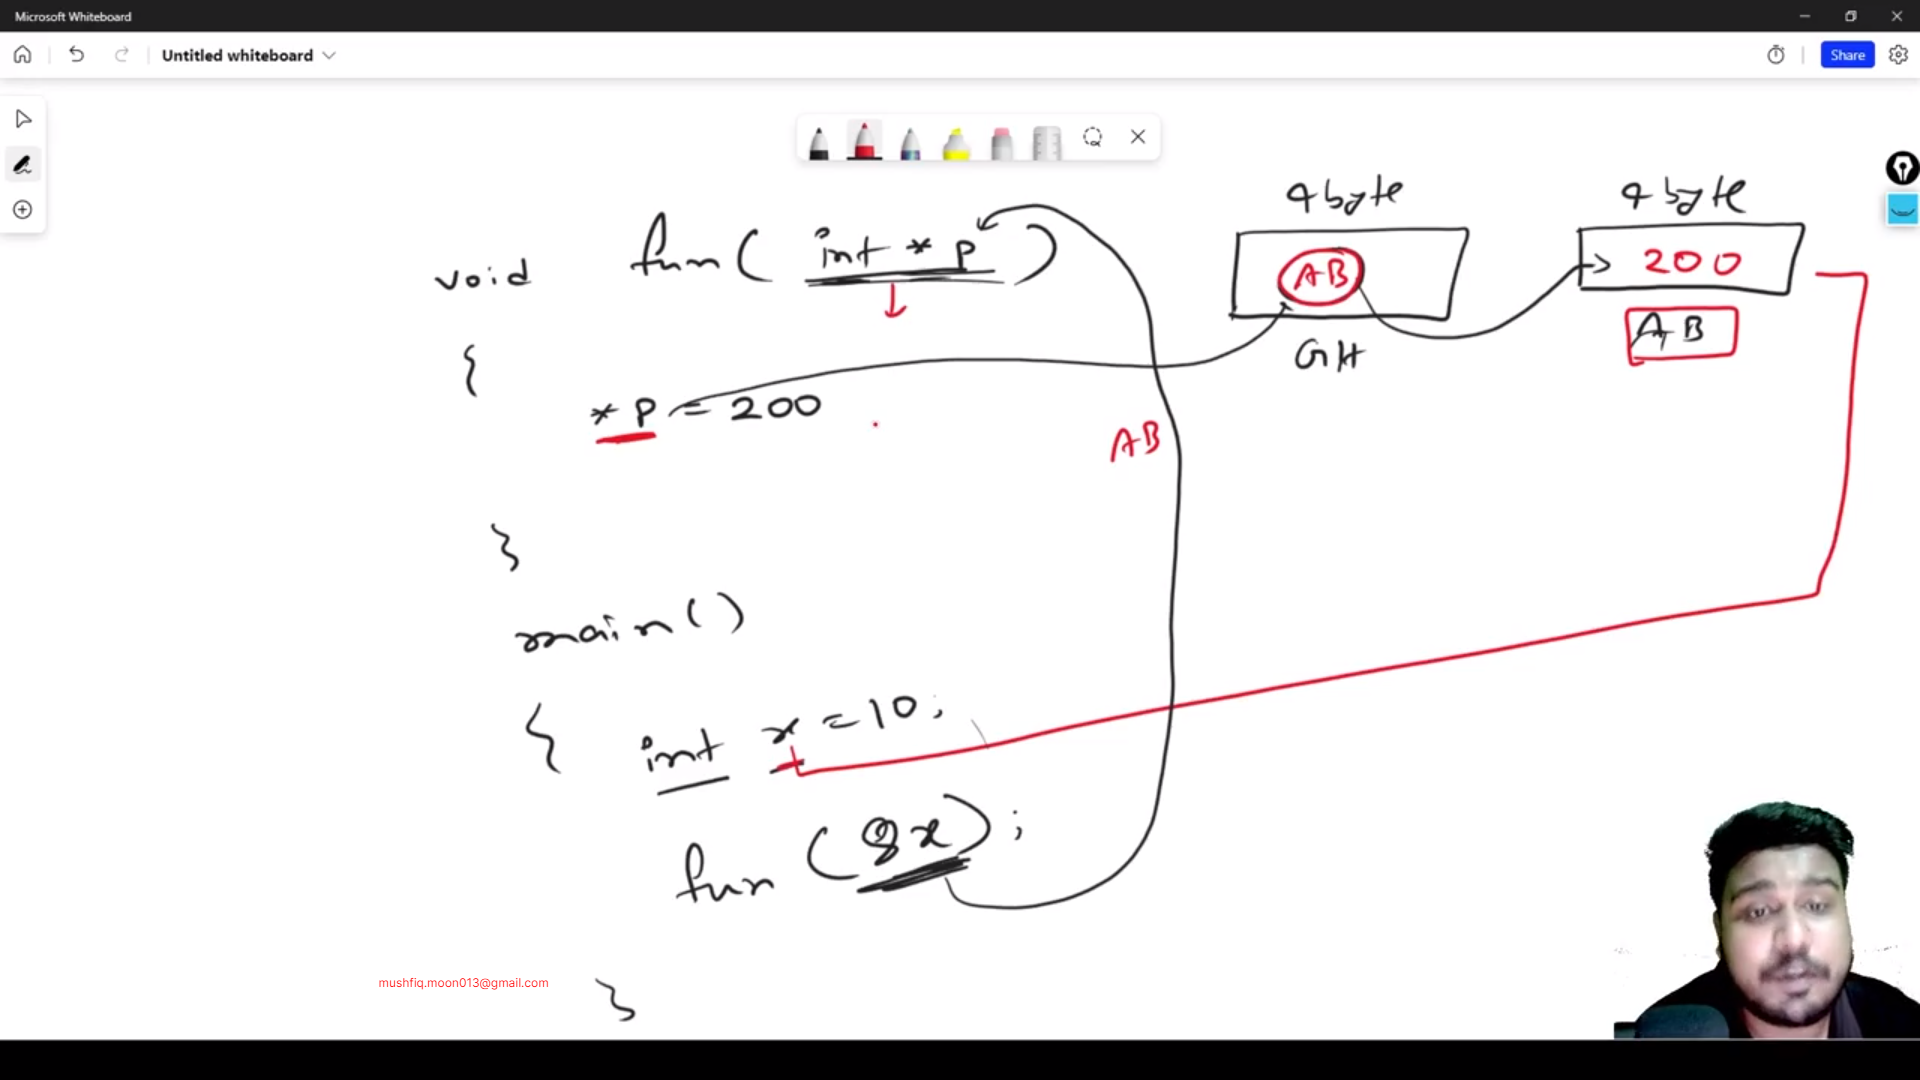 Microsoft Whiteboard
Untitled whiteboard
Share
4 byte 4 byte
void fun( int * p )
AB 200
GH AB
{
* p = 200
AB
}
main()
{ int x = 10;
fun (&x);
mushfiq.moon013@gmail.com
}